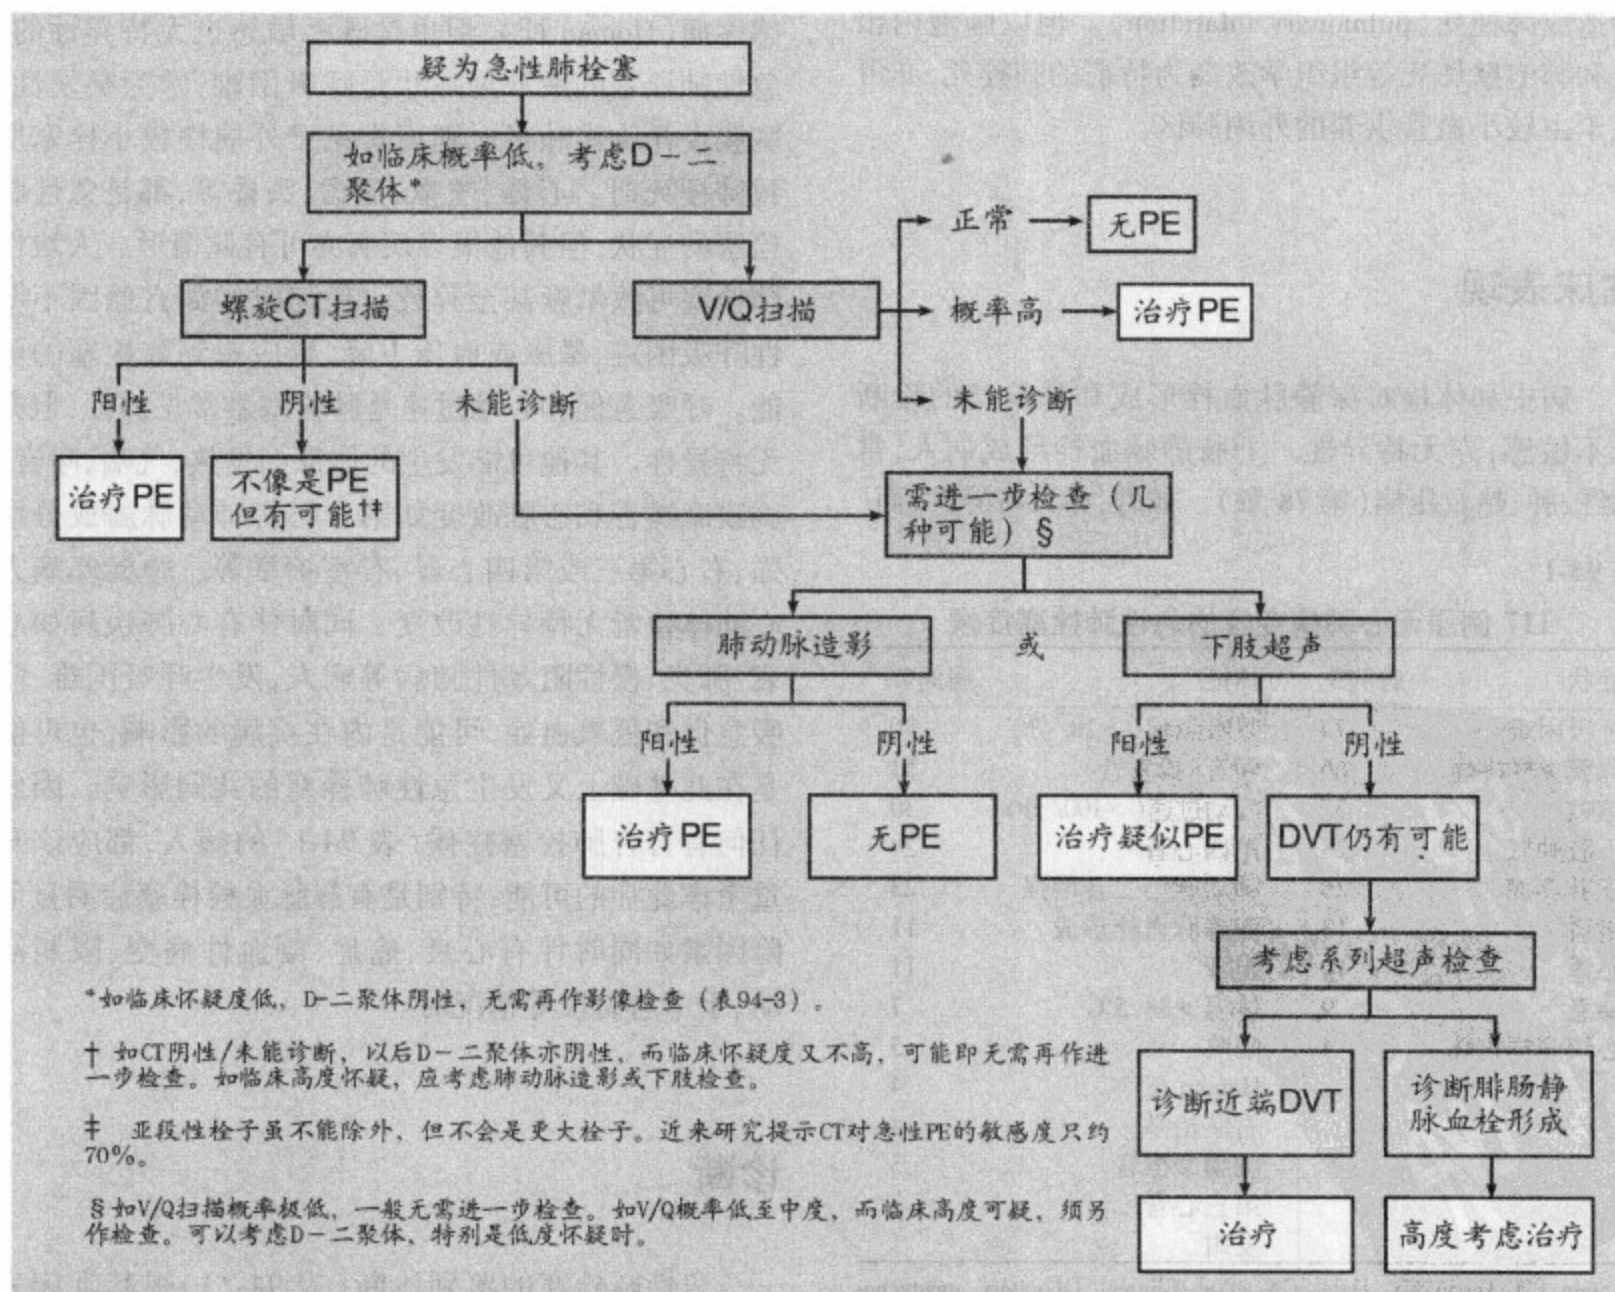 疑为急性肺栓塞
如临床概率低，考虑D－二
聚体*
正常
无PE
螺旋CT扫描
V/Q扫描
概率高
治疗PE
阳性
阴性
未能诊断
未能诊断
治疗PE
不像是PE
但有可能†‡
需进一步检查（几
种可能）§
肺动脉造影
或
下肢超声
阳性
阴性
阳性
阴性
治疗PE
无PE
治疗疑似PE
DVT仍有可能
考虑系列超声检查
*如临床怀疑度低，D-二聚体阴性，无需再作影像检查（表94-3）。
† 如CT阴性/未能诊断，以后D－二聚体亦阴性，而临床怀疑度又不高，可能即无需再作进
一步检查。如临床高度怀疑，应考虑肺动脉造影或下肢检查。
‡ 亚段性栓子虽不能除外，但不会是更大栓子。近来研究提示CT对急性PE的敏感度只约
70%。
§如V/Q扫描概率极低，一般无需进一步检查。如V/Q概率低至中度，而临床高度可疑，须另
作检查。可以考虑D－二聚体，特别是低度怀疑时。
诊断近端DVT
诊断腓肠静
脉血栓形成
治疗
高度考虑治疗